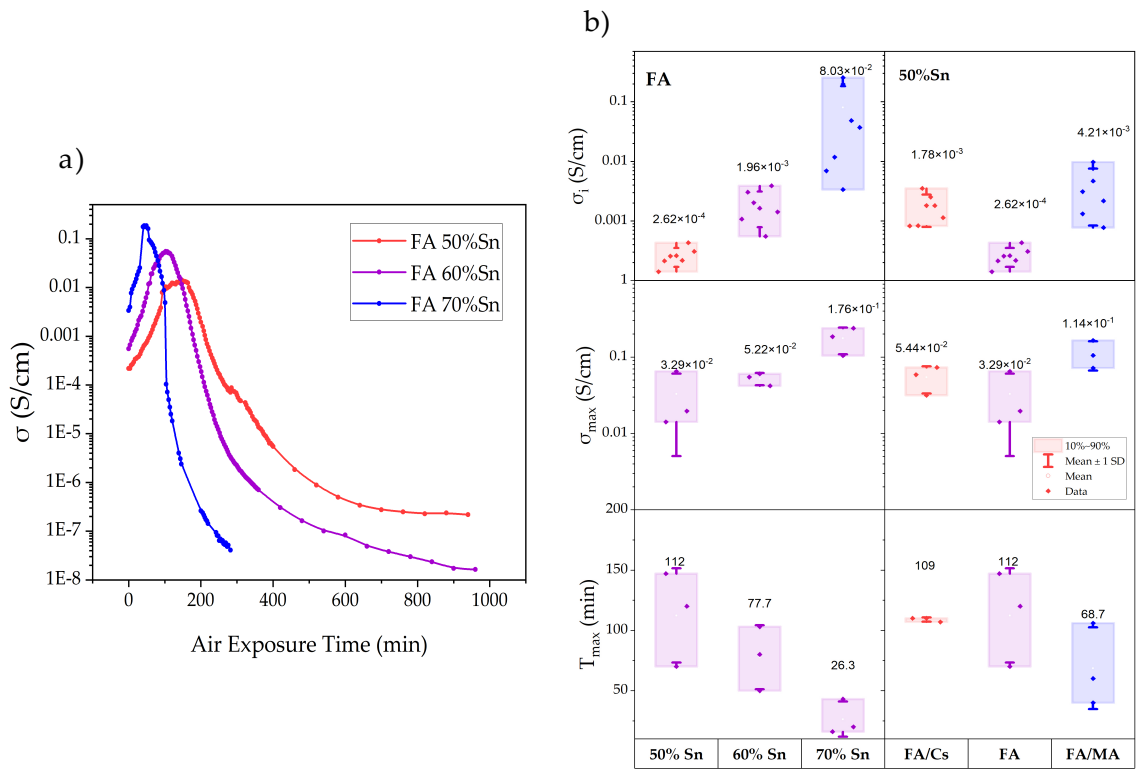 a)
0.1
0.01
0.001
1E-4
1E-5
1E-6
1E-7
1E-8
σ (S/cm)
FA 50%Sn
FA 60%Sn
FA 70%Sn
0 200 400 600 800 1000
Air Exposure Time (min)
b)
FA 50%Sn
σi (S/cm)
0.1
0.01
0.001
1
2.62×10-4
1.96×10-3
8.03×10-2
1.78×10-3
2.62×10-4
4.21×10-3
σmax (S/cm)
0.1
0.01
200
3.29×10-2
5.22×10-2
1.76×10-1
5.44×10-2
3.29×10-2
1.14×10-1
10%~90%
Mean ± 1 SD
Mean
Data
Tmax (min)
150
100
50
112
77.7
26.3
109
112
68.7
50% Sn 60% Sn 70% Sn FA/Cs FA FA/MA